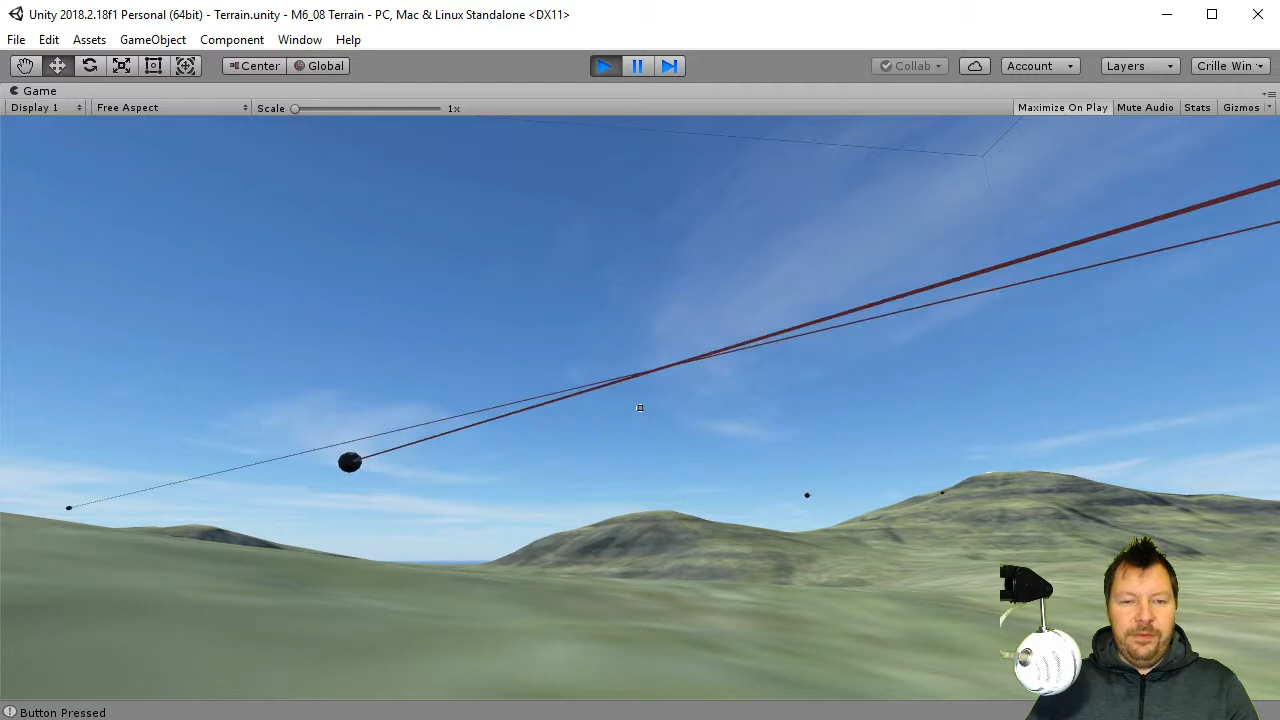 Unity 2018.2.18f1 Personal (64bit) - Terrain.unity - M6_08 Terrain - PC, Mac & Linux Standalone <DX11>
File Edit Assets GameObject Component Window Help
Center Global Collab Account Layers Crille Win
Game
Display 1 Free Aspect Scale 1x Maximize On Play Mute Audio Stats Gizmos
Button Pressed